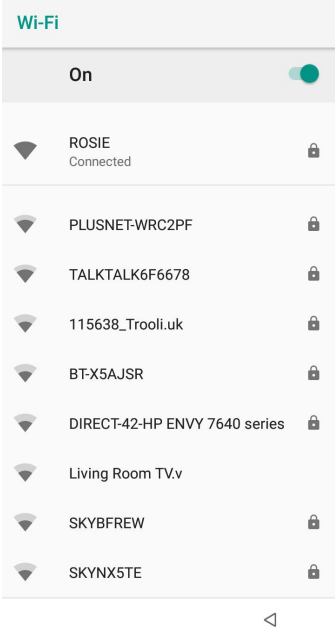 Wi-Fi
On
ROSIE
Connected
PLUSNET-WRC2PF
TALKTALK6F6678
115638_Trooli.uk
BT-X5AJSR
DIRECT-42-HP ENVY 7640 series
Living Room TV.v
SKYBFREW
SKYNX5TE